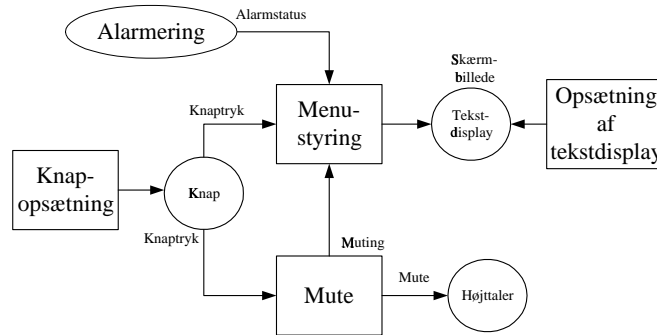 Alarmering
Alarmstatus
Skærm-
billede
Knaptryk
Menu-
styring
Tekst-
display
Opsætning
af
tekstdisplay
Knap-
opsætning
Knap
Knaptryk
Muting
Mute
Mute
Højttaler